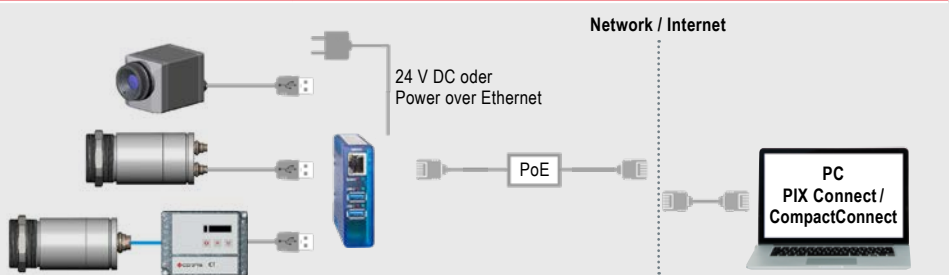 Network / Internet
24 V DC oder
Power over Ethernet
PoE
PC
PIX Connect /
CompactConnect